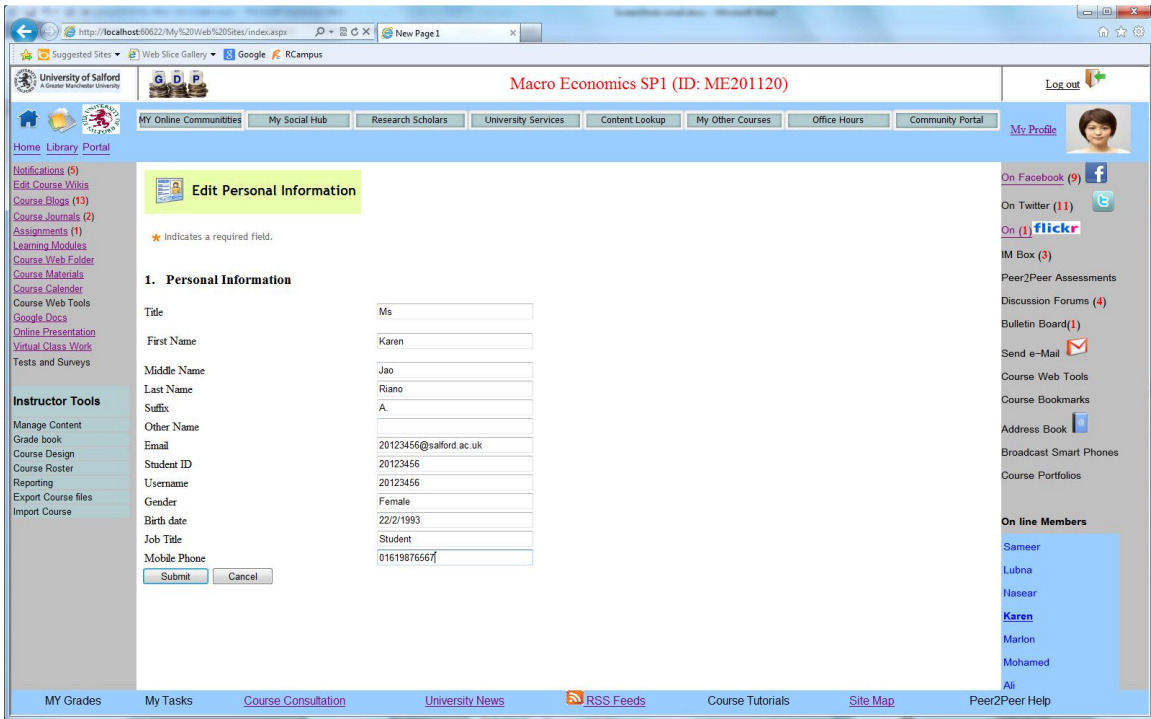 http://localhost:60622/My%20Web%20Sites/index.aspx
New Page 1
Suggested Sites
Web Slice Gallery
Google
RCampus
University of Salford
A Greater Manchester University
G D P
Macro Economics SP1 (ID: ME201120)
Log out
MY Online Communitities
My Social Hub
Research Scholars
University Services
Content Lookup
My Other Courses
Office Hours
Community Portal
My Profile
Home Library Portal
Notifications (5)
Edit Course Wikis
Course Blogs (13)
Course Journals (2)
Assignments (1)
Learning Modules
Course Web Folder
Course Materials
Course Calender
Course Web Tools
Google Docs
Online Presentation
Virtual Class Work
Tests and Surveys
Instructor Tools
Manage Content
Grade book
Course Design
Course Roster
Reporting
Export Course files
Import Course
Edit Personal Information
* Indicates a required field.
1. Personal Information
Title Ms
First Name Karen
Middle Name Jao
Last Name Riano
Suffix A.
Other Name
Email 20123456@salford.ac.uk
Student ID 20123456
Username 20123456
Gender Female
Birth date 22/2/1993
Job Title Student
Mobile Phone 01619876567
Submit Cancel
On Facebook (9) f
On Twitter (11)
On (1) flickr
IM Box (3)
Peer2Peer Assessments
Discussion Forums (4)
Bulletin Board(1)
Send e-Mail
Course Web Tools
Course Bookmarks
Address Book
Broadcast Smart Phones
Course Portfolios
On line Members
Sameer
Lubna
Nasear
Karen
Marlon
Mohamed
Ali
MY Grades
My Tasks
Course Consultation
University News
RSS Feeds
Course Tutorials
Site Map
Peer2Peer Help